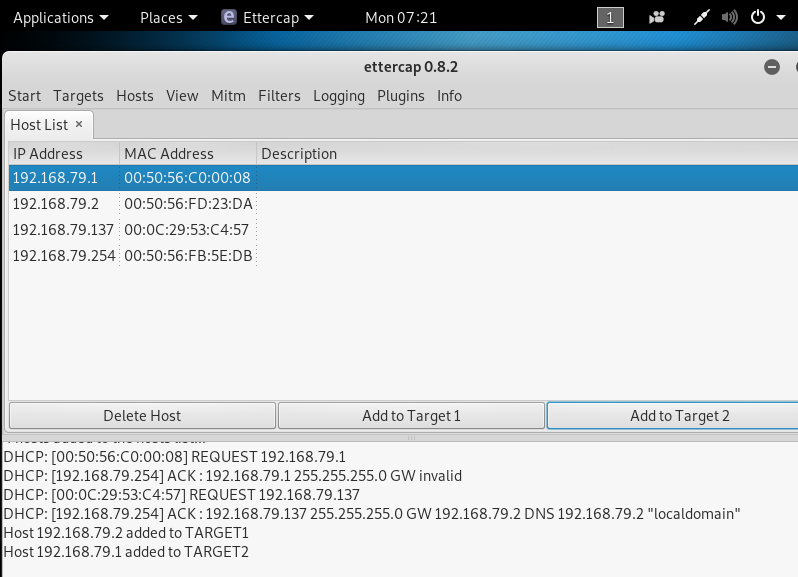 Applications Places Ettercap Mon 07:21 1
ettercap 0.8.2
Start Targets Hosts View Mitm Filters Logging Plugins Info
Host List ×
IP Address MAC Address Description
192.168.79.1 00:50:56:C0:00:08
192.168.79.2 00:50:56:FD:23:DA
192.168.79.137 00:0C:29:53:C4:57
192.168.79.254 00:50:56:FB:5E:DB
Delete Host Add to Target 1 Add to Target 2
hosts added to the hosts list...
DHCP: [00:50:56:C0:00:08] REQUEST 192.168.79.1
DHCP: [192.168.79.254] ACK : 192.168.79.1 255.255.255.0 GW invalid
DHCP: [00:0C:29:53:C4:57] REQUEST 192.168.79.137
DHCP: [192.168.79.254] ACK : 192.168.79.137 255.255.255.0 GW 192.168.79.2 DNS 192.168.79.2 "localdomain"
Host 192.168.79.2 added to TARGET1
Host 192.168.79.1 added to TARGET2